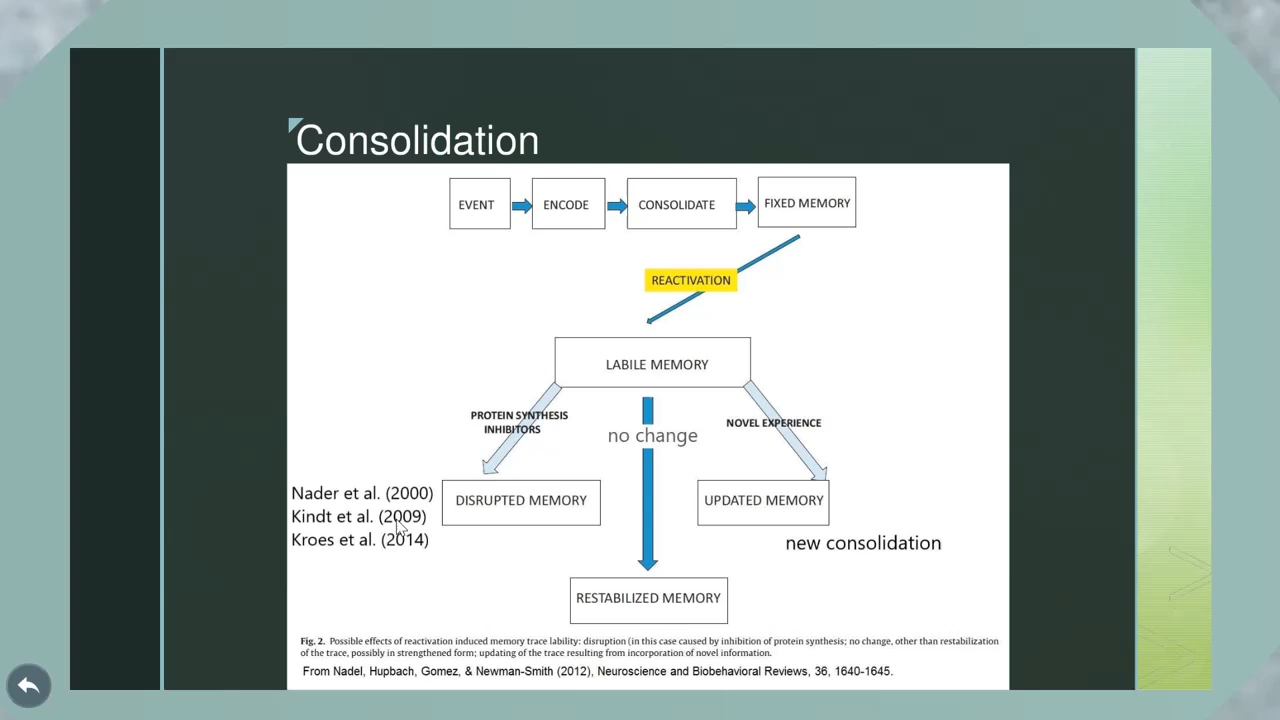 Consolidation
EVENT
ENCODE
CONSOLIDATE
FIXED MEMORY
REACTIVATION
LABILE MEMORY
PROTEIN SYNTHESIS
INHIBITORS
no change
NOVEL EXPERIENCE
Nader et al. (2000)
Kindt et al. (2009)
Kroes et al. (2014)
DISRUPTED MEMORY
UPDATED MEMORY
new consolidation
RESTABILIZED MEMORY
Fig. 2. Possible effects of reactivation induced memory trace lability: disruption (in this case caused by inhibition of protein synthesis; no change, other than restabilization
of the trace, possibly in strengthened form; updating of the trace resulting from incorporation of novel information.
From Nadel, Hupbach, Gomez, & Newman-Smith (2012), Neuroscience and Biobehavioral Reviews, 36, 1640-1645.